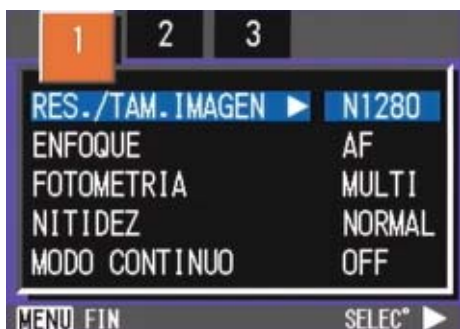 1 2 3
RES./TAM.IMAGEN ▶ N1280
ENFOQUE AF
FOTOMETRIA MULTI
NITIDEZ NORMAL
MODO CONTINUO OFF
MENU FIN SELEC° ▶